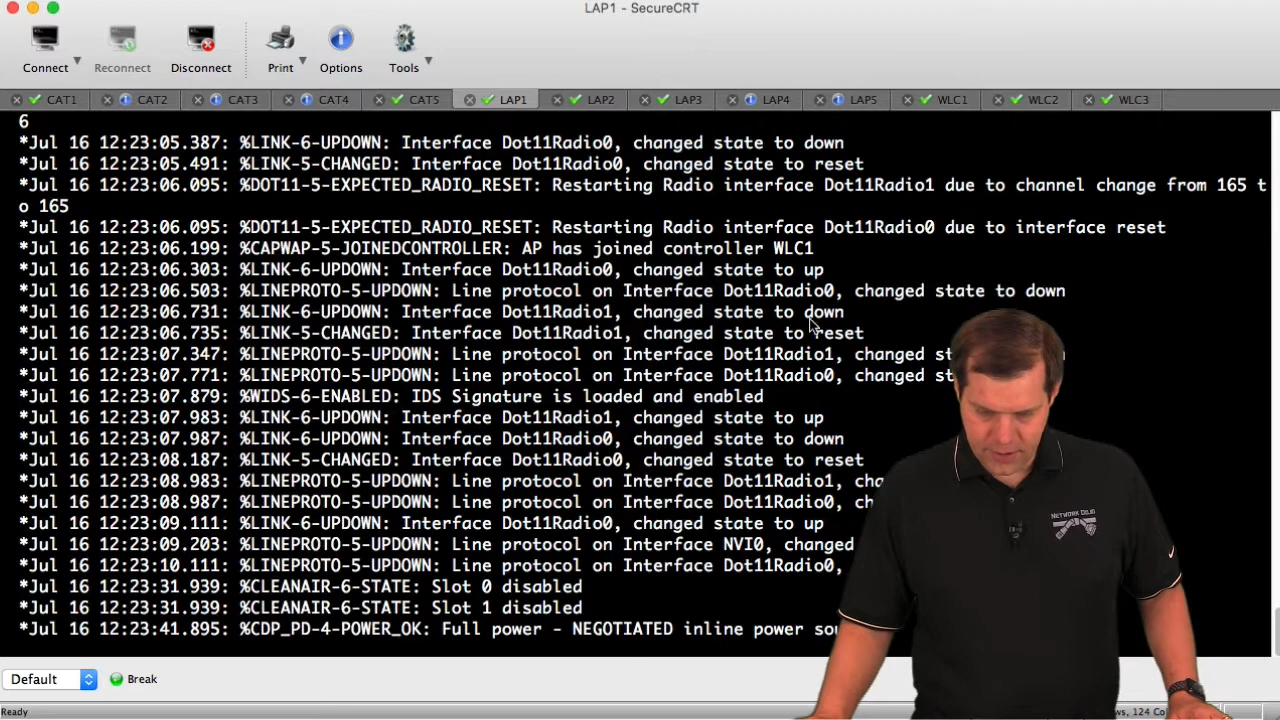 LAP1 - SecureCRT
Connect
Reconnect
Disconnect
Print
Options
Tools
CAT1
CAT2
CAT3
CAT4
CAT5
LAP1
LAP2
LAP3
LAP4
LAP5
WLC1
WLC2
WLC3
6
*Jul 16 12:23:05.387: %LINK-6-UPDOWN: Interface Dot11Radio0, changed state to down
*Jul 16 12:23:05.491: %LINK-5-CHANGED: Interface Dot11Radio0, changed state to reset
*Jul 16 12:23:06.095: %DOT11-5-EXPECTED_RADIO_RESET: Restarting Radio interface Dot11Radio1 due to channel change from 165 t
o 165
*Jul 16 12:23:06.095: %DOT11-5-EXPECTED_RADIO_RESET: Restarting Radio interface Dot11Radio0 due to interface reset
*Jul 16 12:23:06.199: %CAPWAP-5-JOINEDCONTROLLER: AP has joined controller WLC1
*Jul 16 12:23:06.303: %LINK-6-UPDOWN: Interface Dot11Radio0, changed state to up
*Jul 16 12:23:06.503: %LINEPROTO-5-UPDOWN: Line protocol on Interface Dot11Radio0, changed state to down
*Jul 16 12:23:06.731: %LINK-6-UPDOWN: Interface Dot11Radio1, changed state to down
*Jul 16 12:23:06.735: %LINK-5-CHANGED: Interface Dot11Radio1, changed state to reset
*Jul 16 12:23:07.347: %LINEPROTO-5-UPDOWN: Line protocol on Interface Dot11Radio1, changed
*Jul 16 12:23:07.771: %LINEPROTO-5-UPDOWN: Line protocol on Interface Dot11Radio0, changed
*Jul 16 12:23:07.879: %WIDS-6-ENABLED: IDS Signature is loaded and enabled
*Jul 16 12:23:07.983: %LINK-6-UPDOWN: Interface Dot11Radio1, changed state to up
*Jul 16 12:23:07.987: %LINK-6-UPDOWN: Interface Dot11Radio0, changed state to down
*Jul 16 12:23:08.187: %LINK-5-CHANGED: Interface Dot11Radio0, changed state to reset
*Jul 16 12:23:08.983: %LINEPROTO-5-UPDOWN: Line protocol on Interface Dot11Radio1,
*Jul 16 12:23:08.987: %LINEPROTO-5-UPDOWN: Line protocol on Interface Dot11Radio0,
*Jul 16 12:23:09.111: %LINK-6-UPDOWN: Interface Dot11Radio0, changed state to up
*Jul 16 12:23:09.203: %LINEPROTO-5-UPDOWN: Line protocol on Interface NVI0, changed
*Jul 16 12:23:10.111: %LINEPROTO-5-UPDOWN: Line protocol on Interface Dot11Radio0,
*Jul 16 12:23:31.939: %CLEANAIR-6-STATE: Slot 0 disabled
*Jul 16 12:23:31.939: %CLEANAIR-6-STATE: Slot 1 disabled
*Jul 16 12:23:41.895: %CDP_PD-4-POWER_OK: Full power - NEGOTIATED inline power
NETWORK DOJO
Default
Break
Ready
124